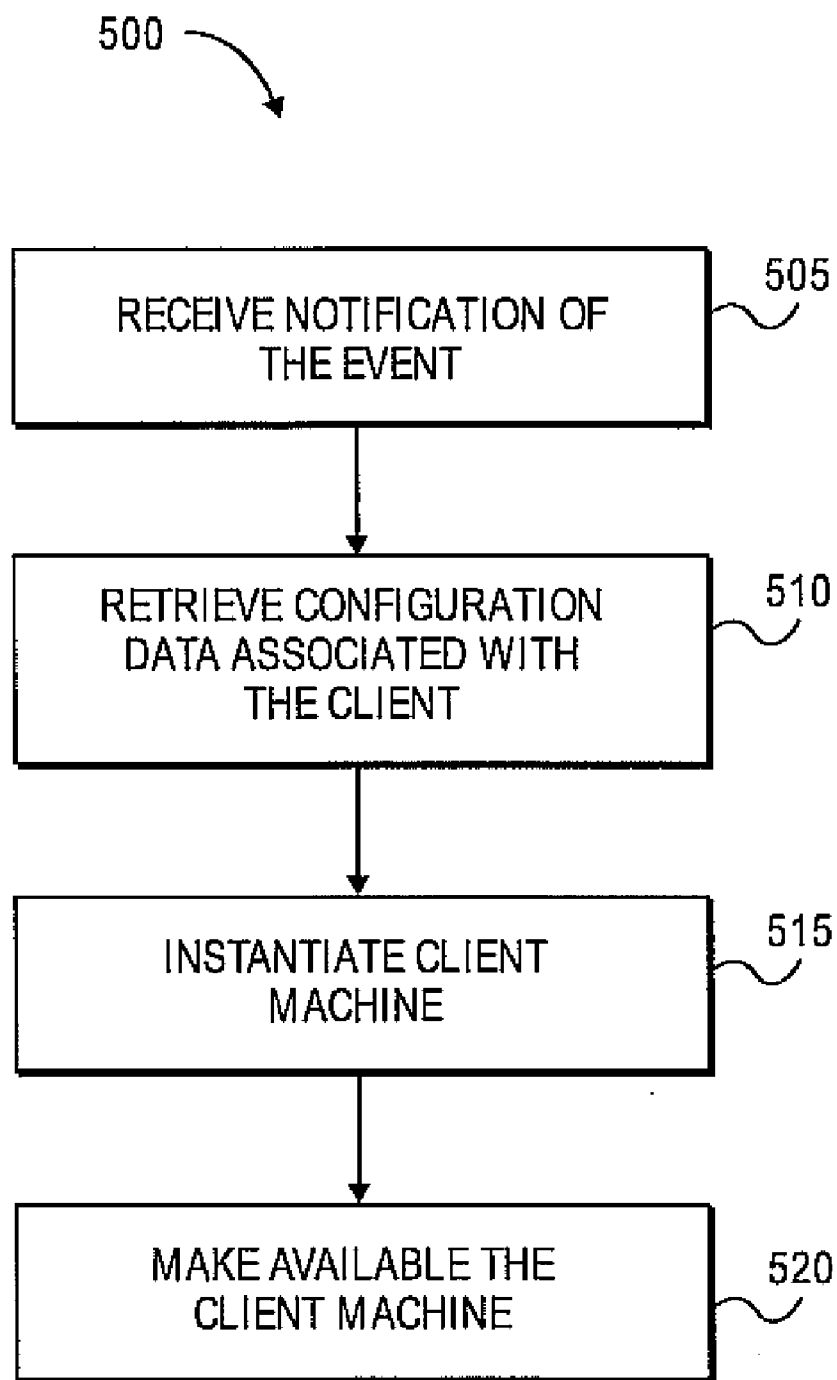 500
RECEIVE NOTIFICATION OF
THE EVENT
505
RETRIEVE CONFIGURATION
DATA ASSOCIATED WITH
THE CLIENT
510
INSTANTIATE CLIENT
MACHINE
515
MAKE AVAILABLE THE
CLIENT MACHINE
520